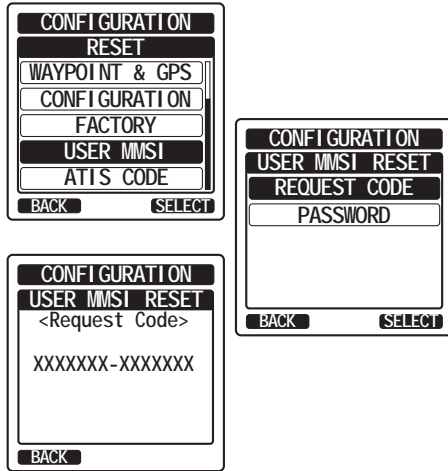 CONFIGURATION
RESET
WAYPOINT & GPS
CONFIGURATION
FACTORY
USER MMSI
ATIS CODE
BACK SELECT
CONFIGURATION
USER MMSI RESET
REQUEST CODE
PASSWORD
BACK SELECT
CONFIGURATION
USER MMSI RESET
<Request Code>
XXXXXXX-XXXXXXX
BACK